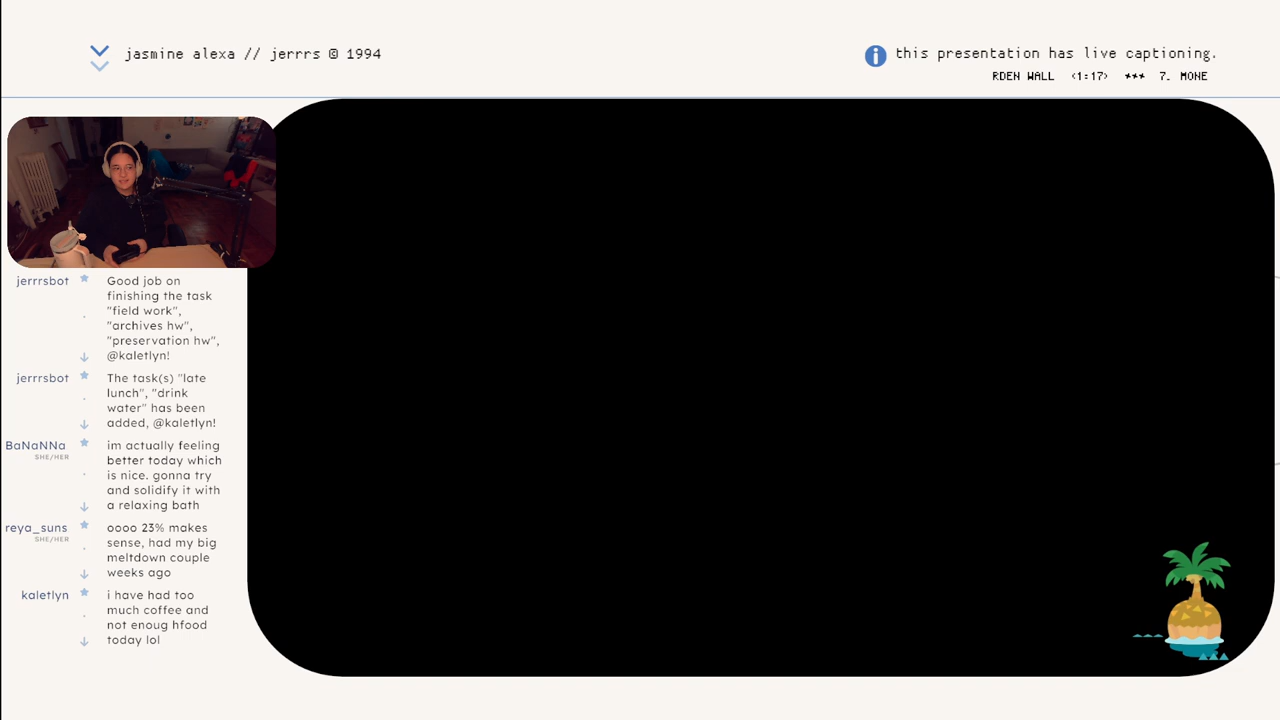 jasmine alexa // jerrrs © 1994
this presentation has live captioning.
RDEN WALL <1:17> *** 7. MONE
jerrrsbot
Good job on
finishing the task
"field work",
"archives hw",
"preservation hw",
@kaletlyn!
jerrrsbot
The task(s) "late
lunch", "drink
water" has been
added, @kaletlyn!
BaNaNNa
SHE/HER
im actually feeling
better today which
is nice. gonna try
and solidify it with
a relaxing bath
reya_suns
SHE/HER
oooo 23% makes
sense, had my big
meltdown couple
weeks ago
kaletlyn
i have had too
much coffee and
not enoug hfood
today lol